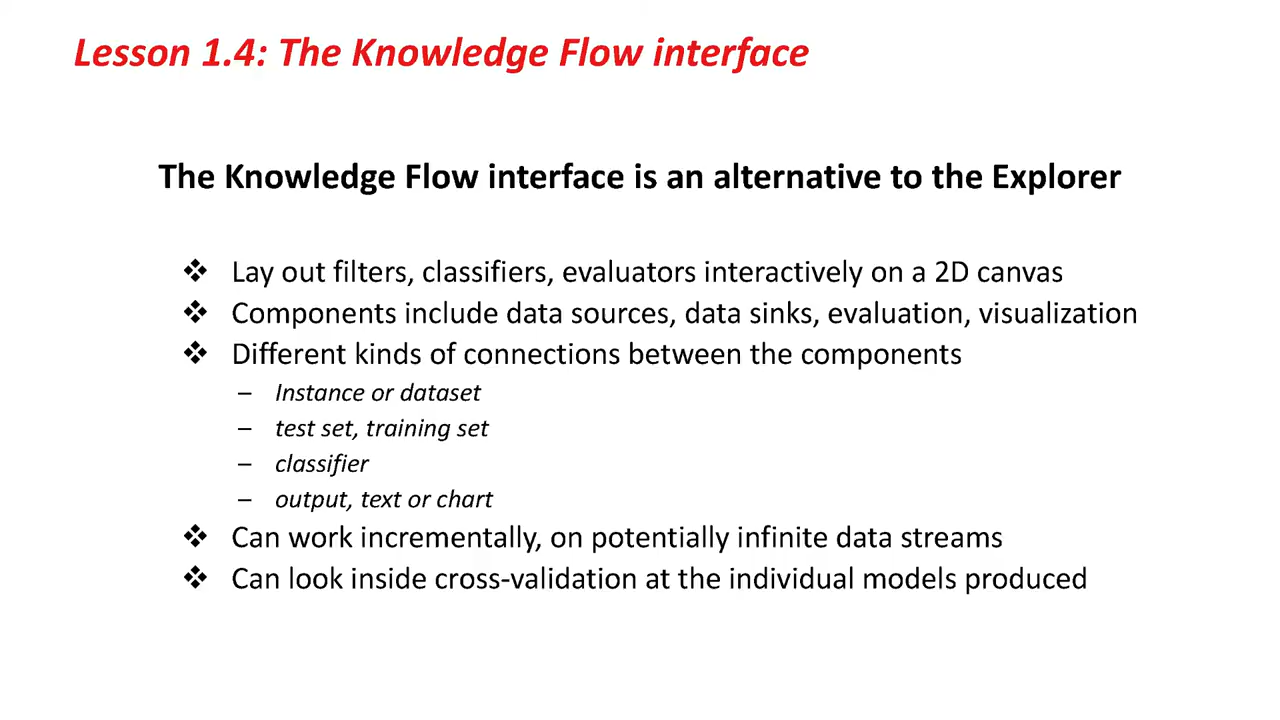 Lesson 1.4: The Knowledge Flow interface
The Knowledge Flow interface is an alternative to the Explorer
❖ Lay out filters, classifiers, evaluators interactively on a 2D canvas
❖ Components include data sources, data sinks, evaluation, visualization
❖ Different kinds of connections between the components
– Instance or dataset
– test set, training set
– classifier
– output, text or chart
❖ Can work incrementally, on potentially infinite data streams
❖ Can look inside cross-validation at the individual models produced